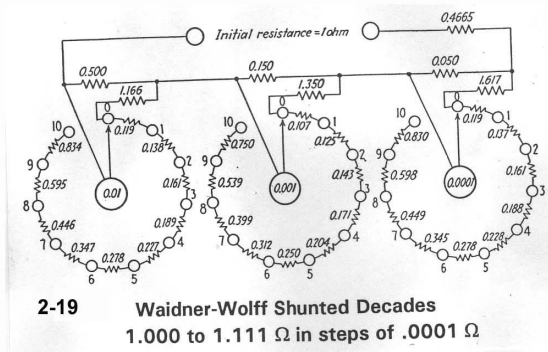 0.4665
Initial resistance = 1 ohm
0.500
0.150
0.050
1.166
1.350
1.617
0 0.119 1 0.138 2 0.161 3 0.189 4 0.227 5 0.278 6 0.347 7 0.446 8 0.595 9 0.834 10
0.01
0 0.107 1 0.125 2 0.143 3 0.171 4 0.204 5 0.250 6 0.312 7 0.399 8 0.539 9 0.750 10
0.001
0 0.119 1 0.137 2 0.161 3 0.188 4 0.228 5 0.278 6 0.345 7 0.449 8 0.598 9 0.830 10
0.0001
2-19 Waidner-Wolff Shunted Decades
1.000 to 1.111 Ω in steps of .0001 Ω